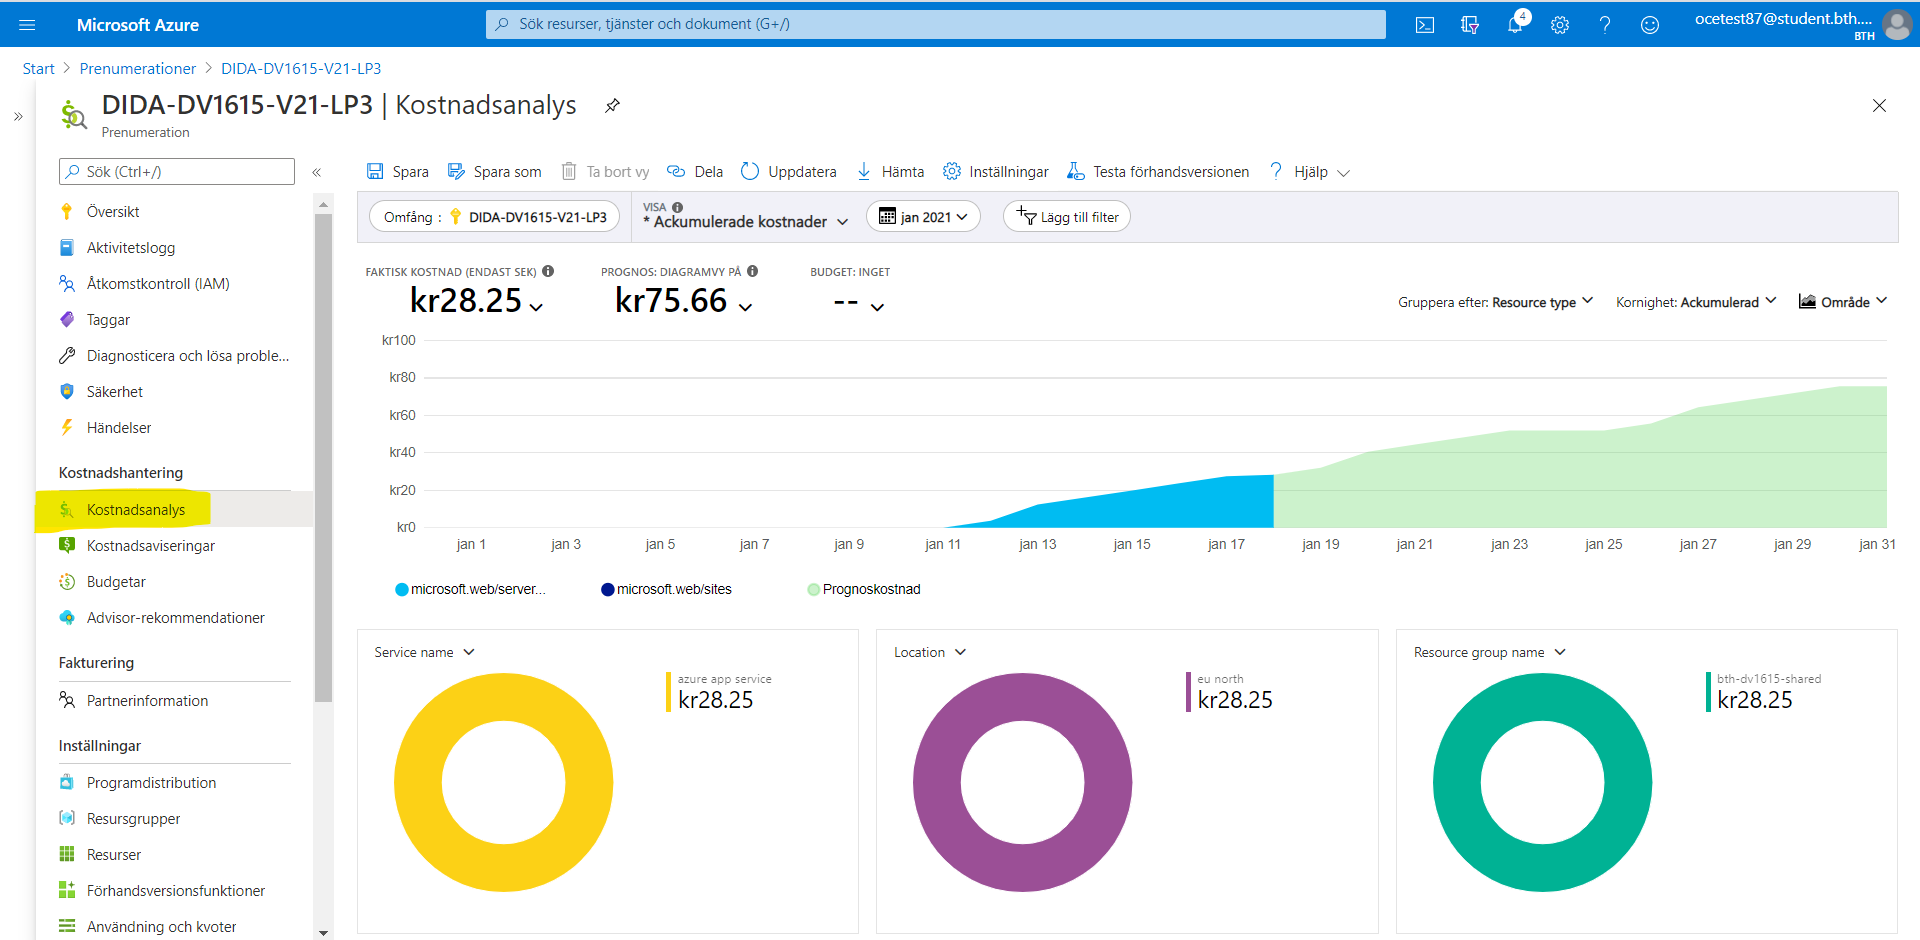 Microsoft Azure
Sök resurser, tjänster och dokument (G+/)
4
ocetest87@student.bth....
BTH
Start > Prenumerationer > DIDA-DV1615-V21-LP3
DIDA-DV1615-V21-LP3 | Kostnadsanalys
Prenumeration
Sök (Ctrl+/)
Översikt
Aktivitetslogg
Åtkomstkontroll (IAM)
Taggar
Diagnosticera och lösa proble...
Säkerhet
Händelser
Kostnadshantering
Kostnadsanalys
Kostnadsaviseringar
Budgetar
Advisor-rekommendationer
Fakturering
Partnerinformation
Inställningar
Programdistribution
Resursgrupper
Resurser
Förhandsversionsfunktioner
Användning och kvoter
Spara Spara som Ta bort vy Dela Uppdatera Hämta Inställningar Testa förhandsversionen Hjälp
Omfång : DIDA-DV1615-V21-LP3
VISA
* Ackumulerade kostnader
jan 2021
Lägg till filter
FAKTISK KOSTNAD (ENDAST SEK)
kr28.25
PROGNOS: DIAGRAMVY PÅ
kr75.66
BUDGET: INGET
--
Gruppera efter: Resource type
Kornighet: Ackumulerad
Område
kr100
kr80
kr60
kr40
kr20
kr0
jan 1 jan 3 jan 5 jan 7 jan 9 jan 11 jan 13 jan 15 jan 17 jan 19 jan 21 jan 23 jan 25 jan 27 jan 29 jan 31
microsoft.web/server... microsoft.web/sites Prognoskostnad
Service name
azure app service
kr28.25
Location
eu north
kr28.25
Resource group name
bth-dv1615-shared
kr28.25